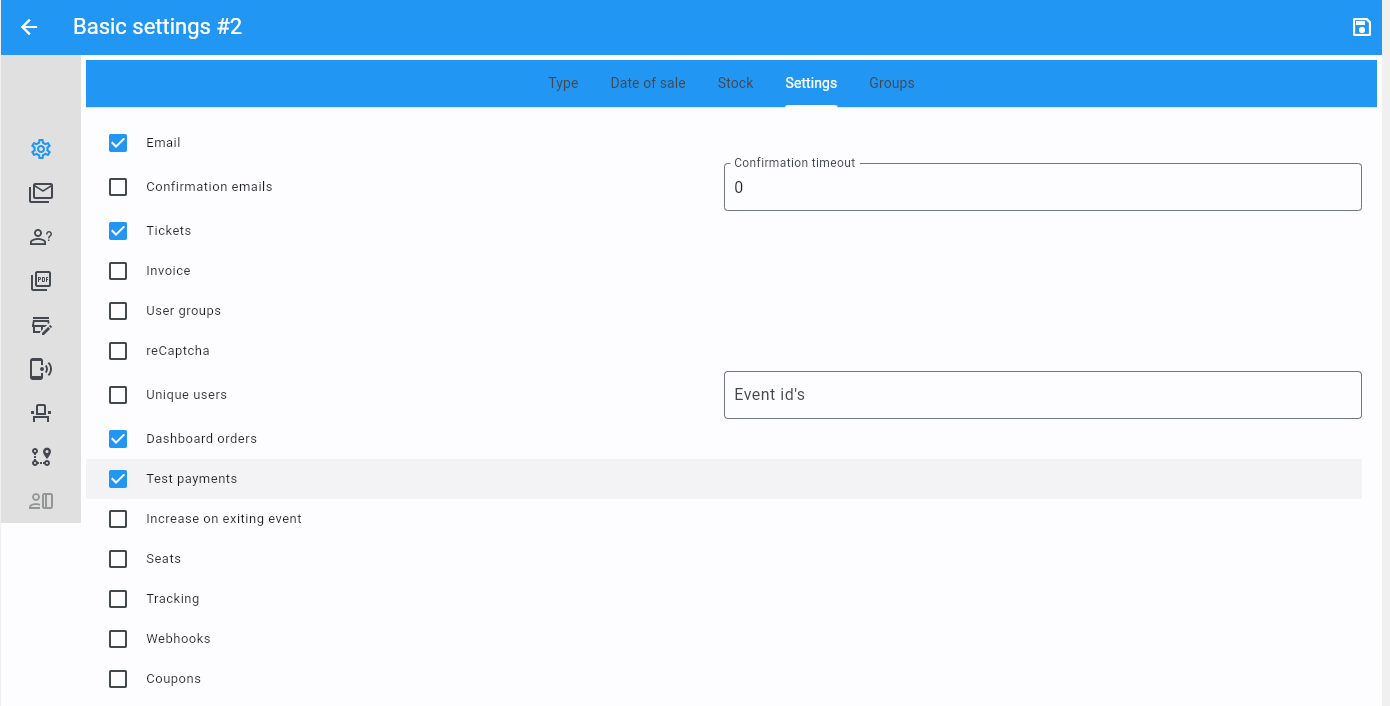 Basic settings #2
Type Date of sale Stock Settings Groups
Email
Confirmation emails
Confirmation timeout
0
Tickets
?
Invoice
PDF
User groups
reCaptcha
Unique users
Event id's
Dashboard orders
Test payments
Increase on exiting event
Seats
Tracking
Webhooks
Coupons